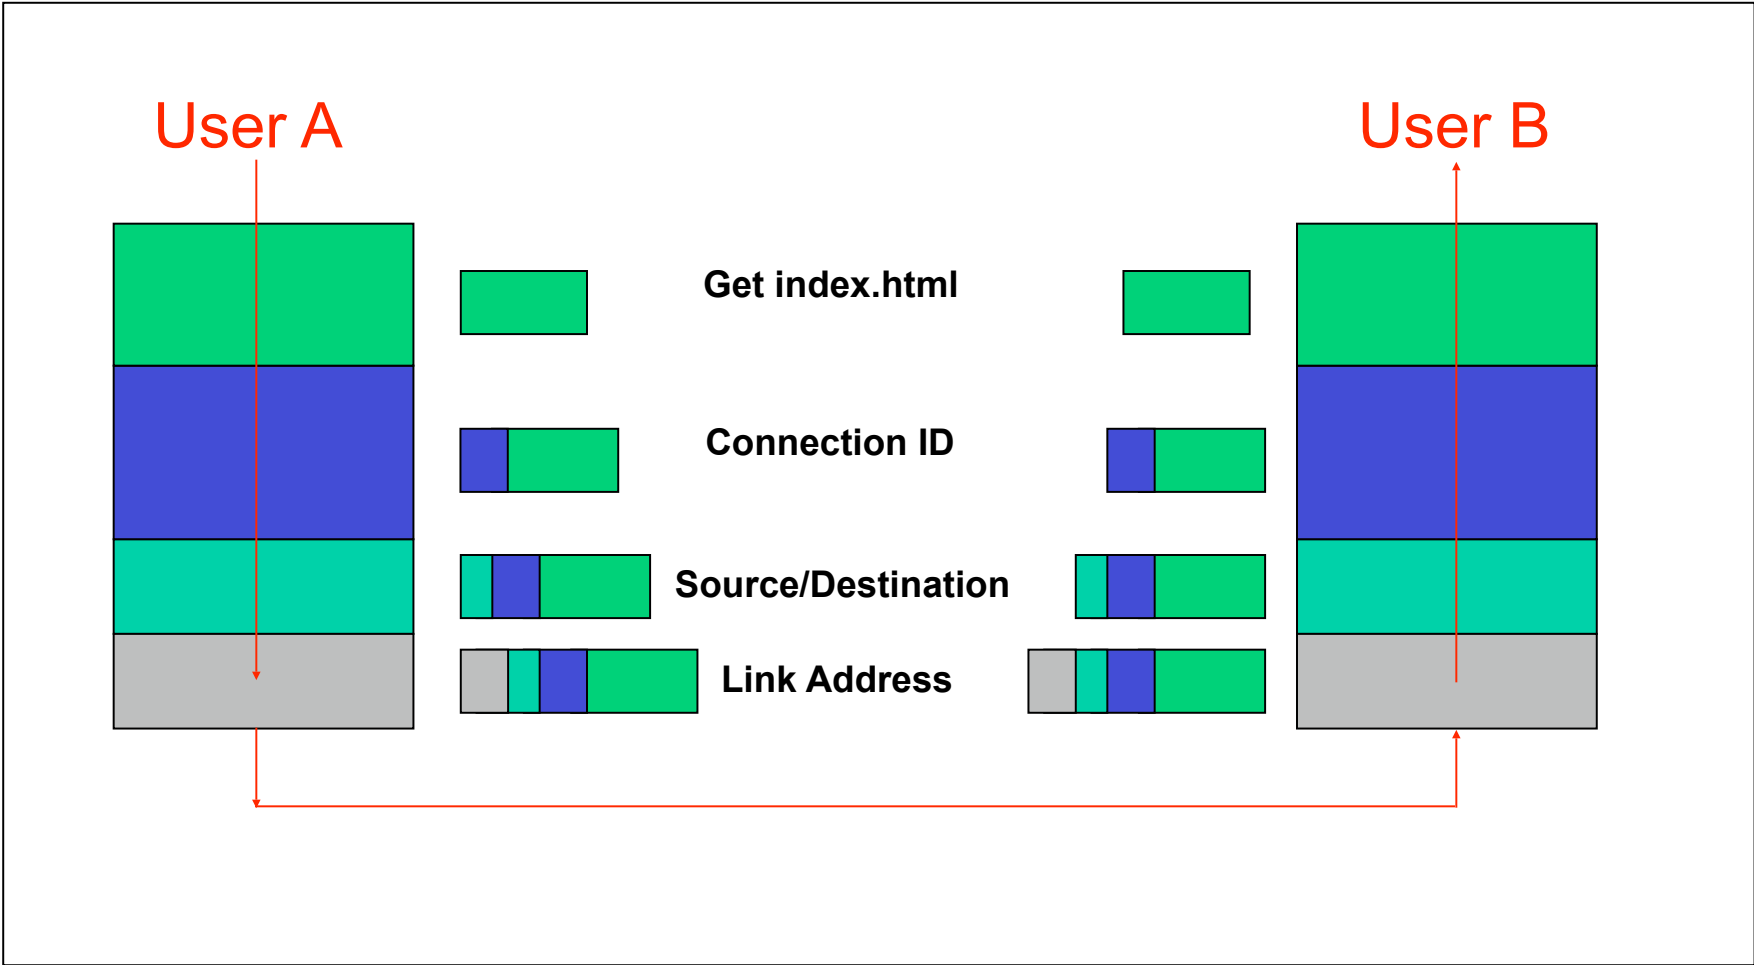 User A
User B
Get index.html
Connection ID
Source/Destination
Link Address